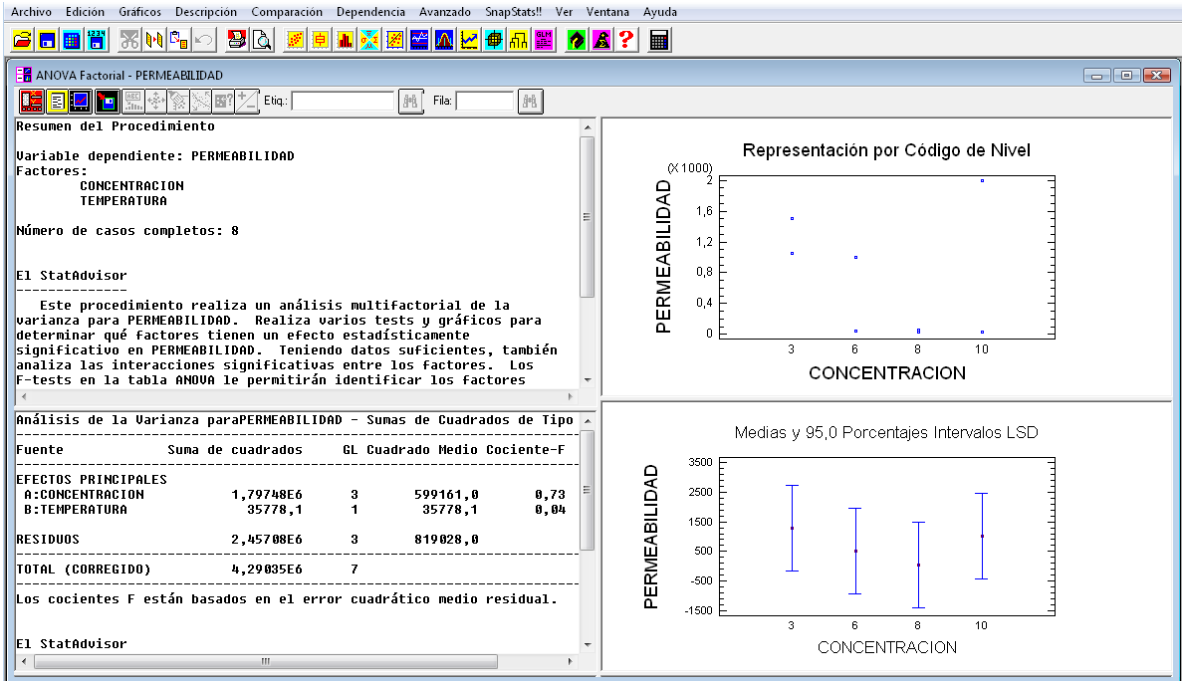 Archivo Edición Gráficos Descripción Comparación Dependencia Avanzado SnapStats!! Ver Ventana Ayuda
ANOVA Factorial - PERMEABILIDAD
Etiq.: Fila:
Resumen del Procedimiento
Variable dependiente: PERMEABILIDAD
Factores:
CONCENTRACION
TEMPERATURA
Número de casos completos: 8
El StatAdvisor
--------------
Este procedimiento realiza un análisis multifactorial de la
varianza para PERMEABILIDAD. Realiza varios tests y gráficos para
determinar qué factores tienen un efecto estadísticamente
significativo en PERMEABILIDAD. Teniendo datos suficientes, también
analiza las interacciones significativas entre los factores. Los
F-tests en la tabla ANOVA le permitirán identificar los factores
Representación por Código de Nivel
(X 1000)
2
1,6
1,2
0,8
0,4
0
PERMEABILIDAD
3 6 8 10
CONCENTRACION
Análisis de la Varianza paraPERMEABILIDAD - Sumas de Cuadrados de Tipo
Fuente Suma de cuadrados GL Cuadrado Medio Cociente-F
EFECTOS PRINCIPALES
A:CONCENTRACION 1,79748E6 3 599161,0 0,73
B:TEMPERATURA 35778,1 1 35778,1 0,04
RESIDUOS 2,45708E6 3 819028,0
TOTAL (CORREGIDO) 4,29035E6 7
Los cocientes F están basados en el error cuadrático medio residual.
El StatAdvisor
Medias y 95,0 Porcentajes Intervalos LSD
3500
2500
1500
500
-500
-1500
PERMEABILIDAD
3 6 8 10
CONCENTRACION